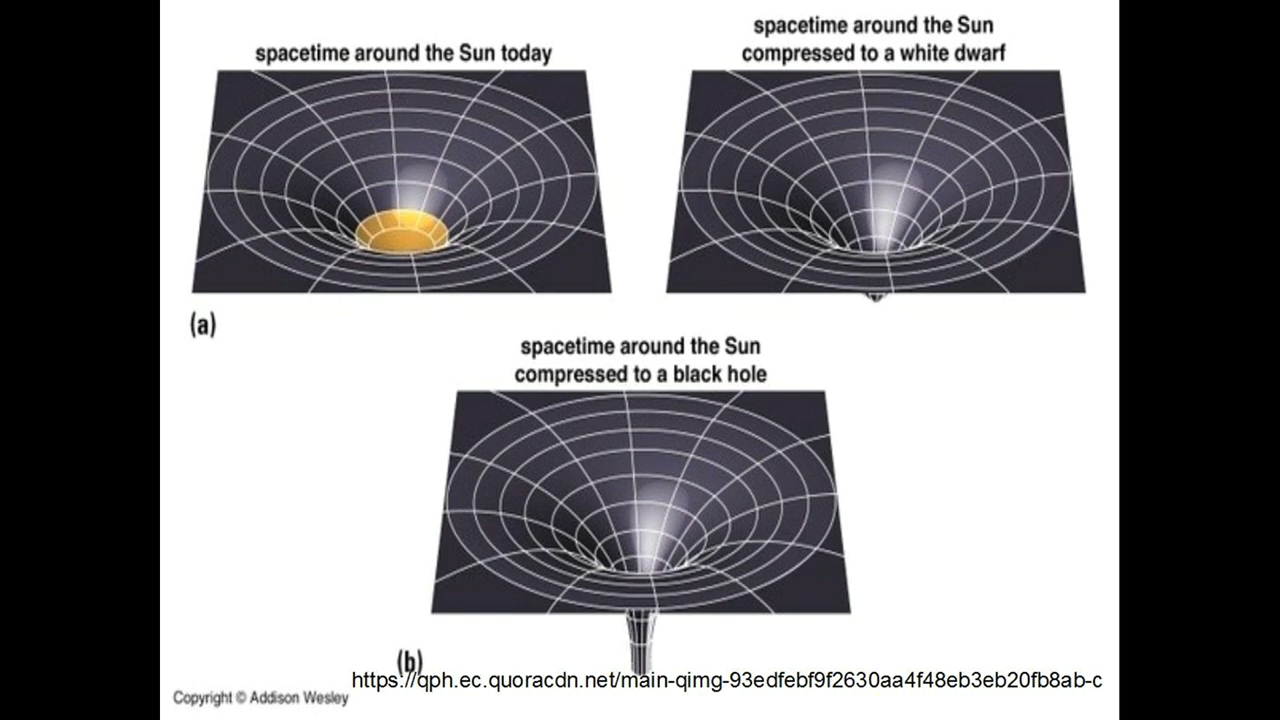 spacetime around the Sun today
spacetime around the Sun
compressed to a white dwarf
(a)
spacetime around the Sun
compressed to a black hole
(b)
https://qph.ec.quoracdn.net/main-qimg-93edfebf9f2630aa4f48eb3eb20fb8ab-c
Copyright © Addison Wesley